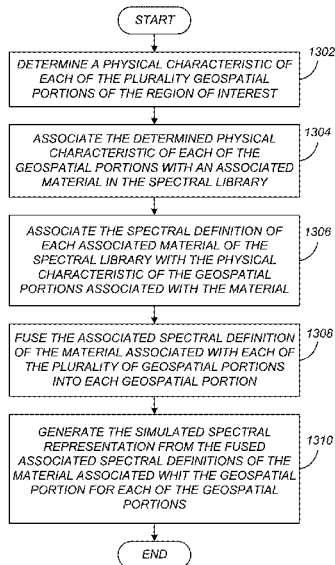 START
1302
DETERMINE A PHYSICAL CHARACTERISTIC OF
EACH OF THE PLURALITY GEOSPATIAL
PORTIONS OF THE REGION OF INTEREST
1304
ASSOCIATE THE DETERMINED PHYSICAL
CHARACTERISTIC OF EACH OF THE
GEOSPATIAL PORTIONS WITH AN ASSOCIATED
MATERIAL IN THE SPECTRAL LIBRARY
1306
ASSOCIATE THE SPECTRAL DEFINITION OF
EACH ASSOCIATED MATERIAL OF THE
SPECTRAL LIBRARY WITH THE PHYSICAL
CHARACTERISTIC OF THE GEOSPATIAL
PORTIONS ASSOCIATED WITH THE MATERIAL
1308
FUSE THE ASSOCIATED SPECTRAL DEFINITION
OF THE MATERIAL ASSOCIATED WITH EACH OF
THE PLURALITY OF GEOSPATIAL PORTIONS
INTO EACH GEOSPATIAL PORTION
1310
GENERATE THE SIMULATED SPECTRAL
REPRESENTATION FROM THE FUSED
ASSOCIATED SPECTRAL DEFINITIONS OF THE
MATERIAL ASSOCIATED WHIT THE GEOSPATIAL
PORTION FOR EACH OF THE GEOSPATIAL
PORTIONS
END